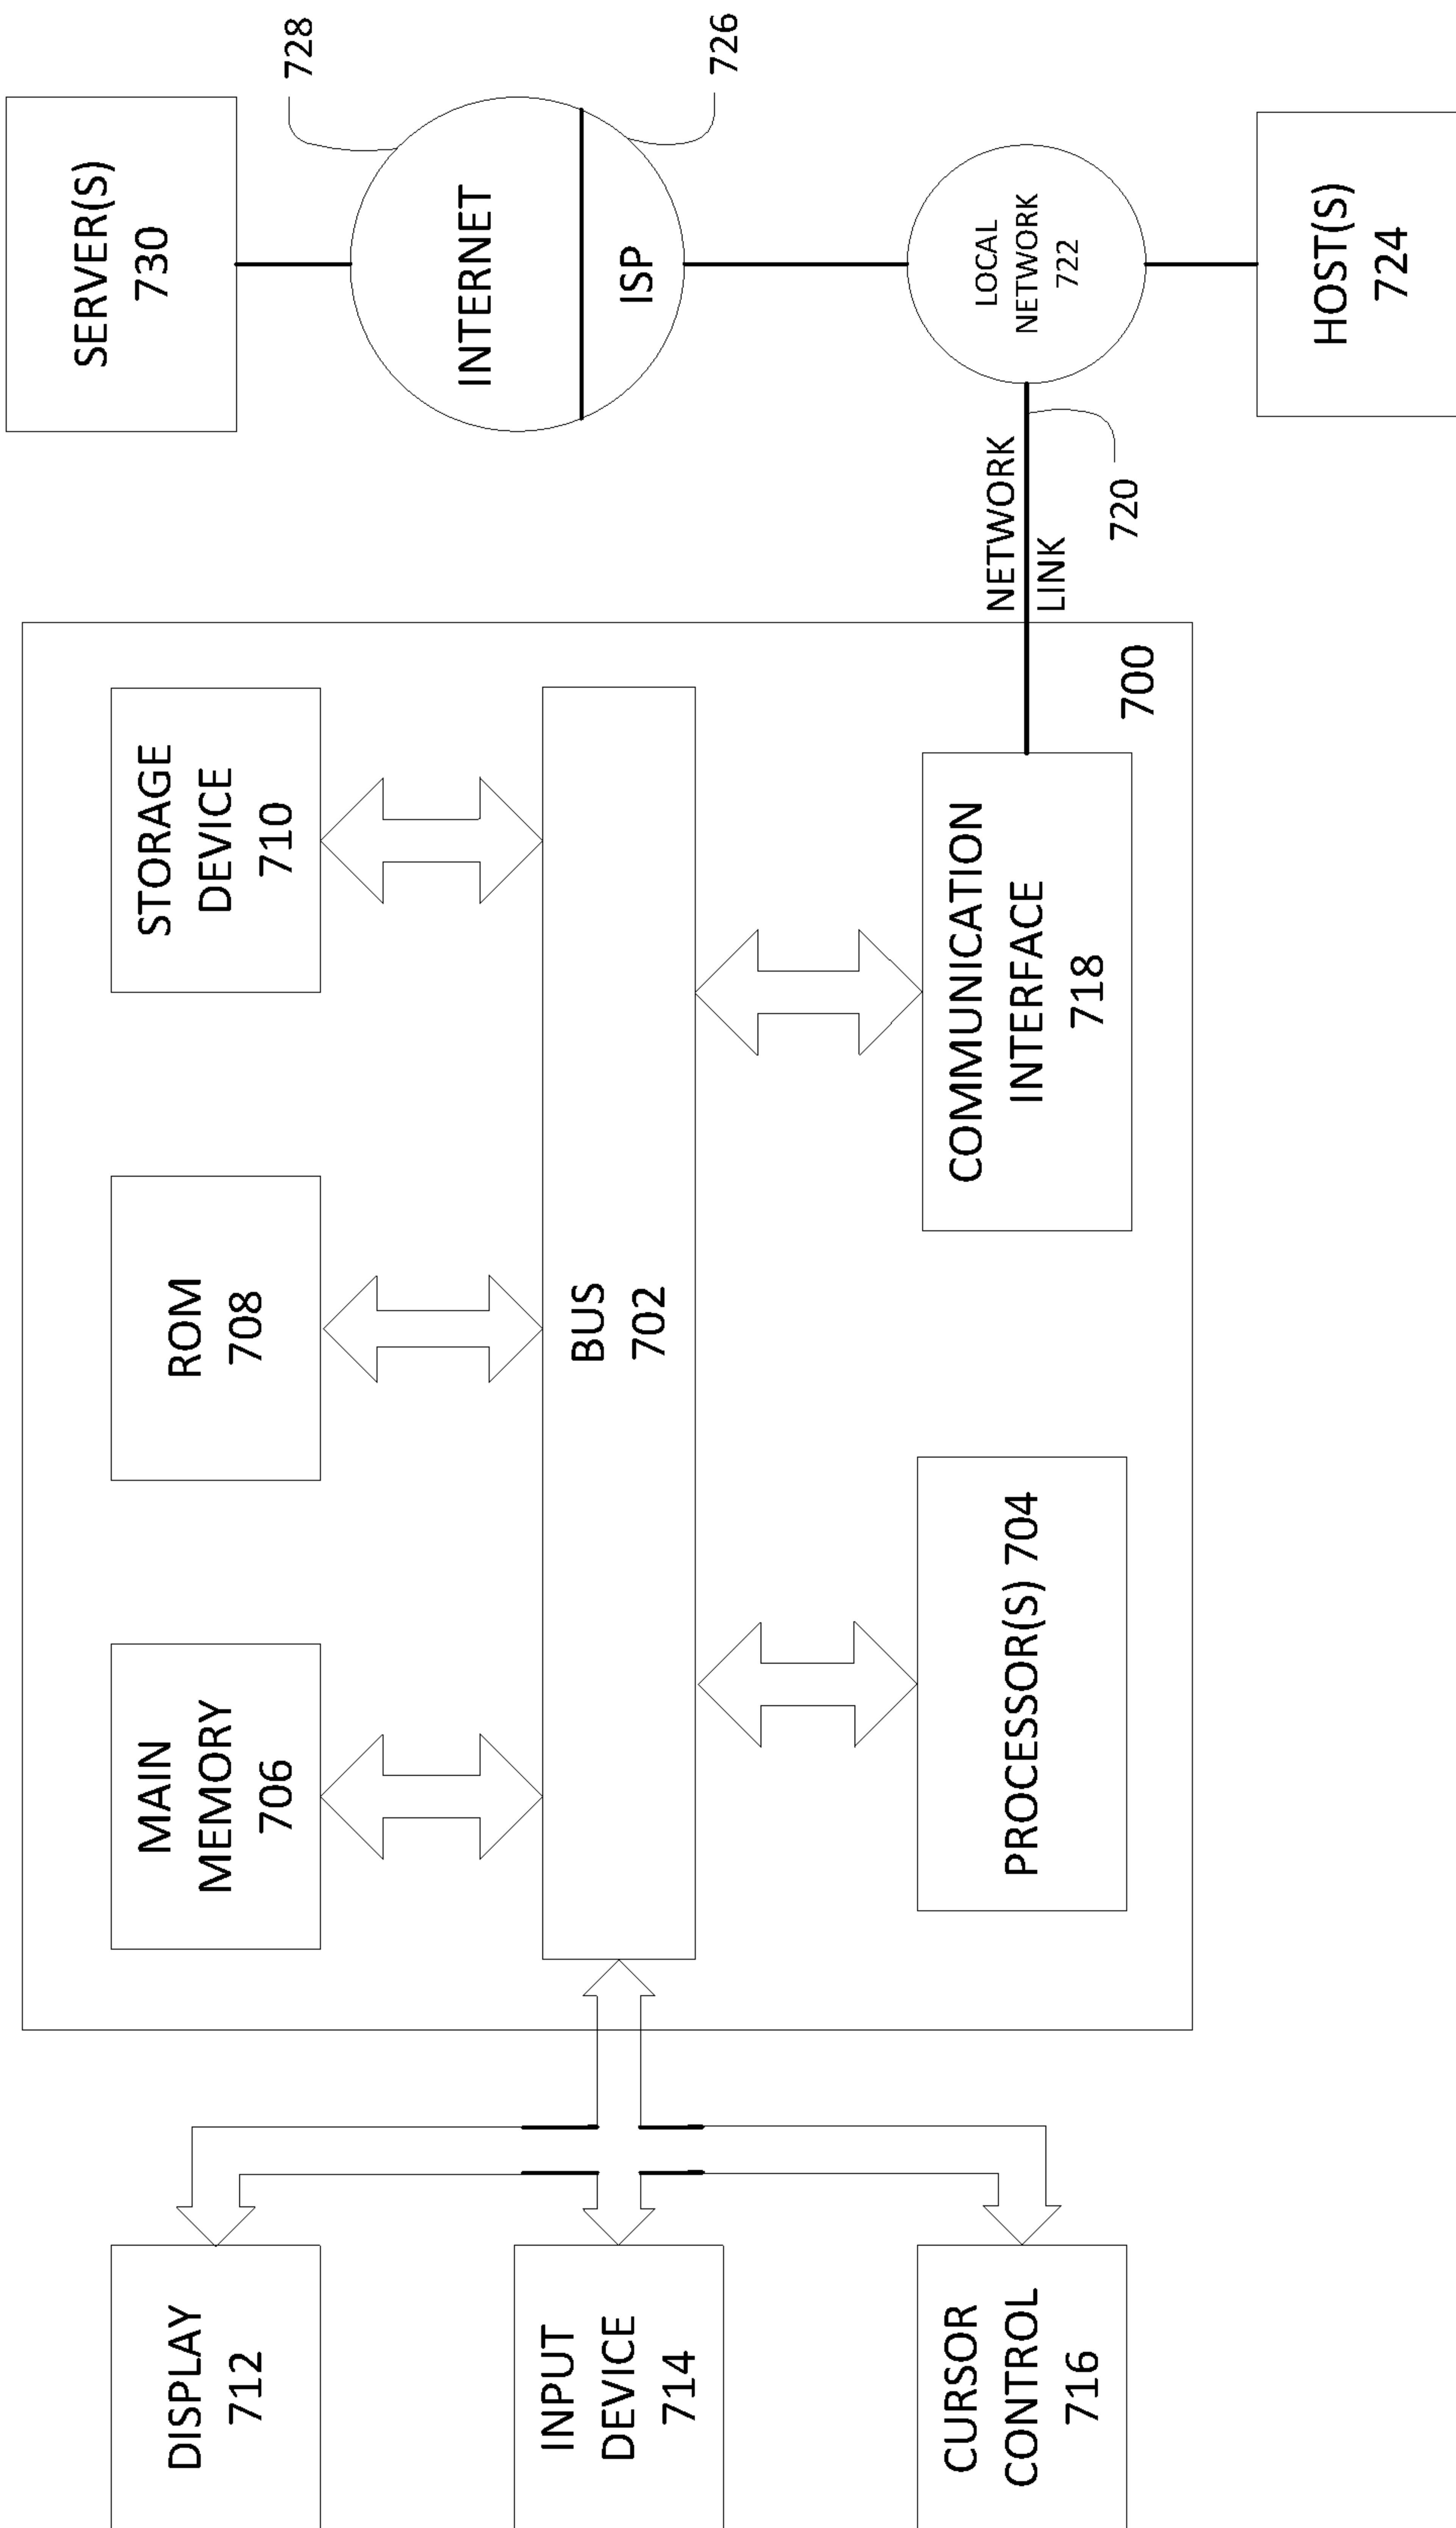 DISPLAY
712
MAIN
MEMORY
706
ROM
708
STORAGE
DEVICE
710
SERVER(S)
730
728
INTERNET
INPUT
DEVICE
714
BUS
702
ISP
726
CURSOR
CONTROL
716
PROCESSOR(S) 704
COMMUNICATION
INTERFACE
718
NETWORK
LINK
720
LOCAL
NETWORK
722
700
HOST(S)
724